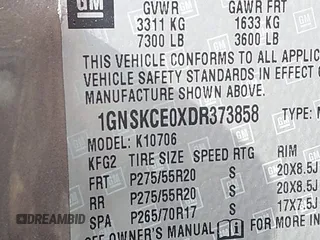 GM
GVWR GAWR FRT
3311 KG 1633 KG
7300 LB 3600 LB
THIS VEHICLE CONFORMS TO ALL APPLIC
VEHICLE SAFETY STANDARDS IN EFFECT O
MANUFACTURE SHOWN ABOVE.
1GNSKCE0XDR373858 TYPE: M
MODEL: K10706
KFG2 TIRE SIZE SPEED RTG RIM
FRT P275/55R20 S 20X8.5J
RR P275/55R20 S 20X8.5J
SPA P265/70R17 S 17X7.5J
SEE OWNER'S MANUAL FOR MORE INFORMATION
DREAMBID